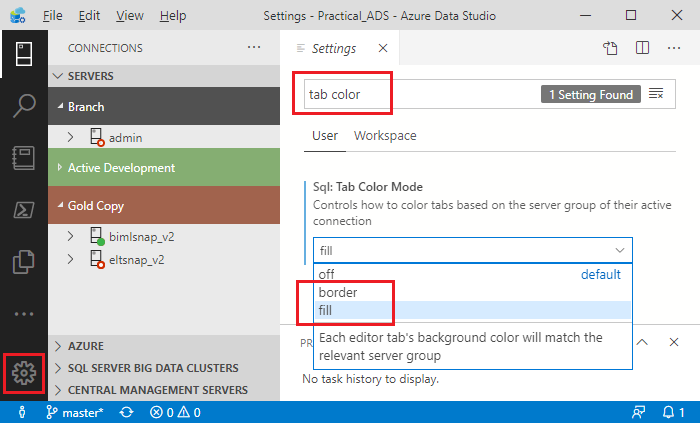 File Edit View ··· Settings - Practical_ADS - Azure Data Studio
CONNECTIONS ···
SERVERS
Branch
admin
Active Development
Gold Copy
bimlsnap_v2
eltsnap_v2
AZURE
SQL SERVER BIG DATA CLUSTERS
CENTRAL MANAGEMENT SERVERS
Settings
tab color 1 Setting Found
User Workspace
Sql: Tab Color Mode
Controls how to color tabs based on the server group of their active
connection
fill
off default
border
fill
Each editor tab's background color will match the
relevant server group
No task history to display.
master* 0 0 1